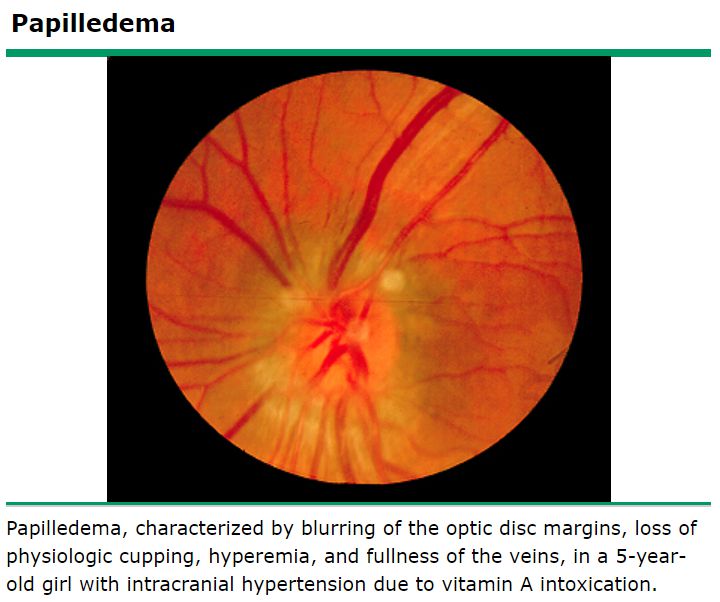 Papilledema
Papilledema, characterized by blurring of the optic disc margins, loss of
physiologic cupping, hyperemia, and fullness of the veins, in a 5-year-
old girl with intracranial hypertension due to vitamin A intoxication.